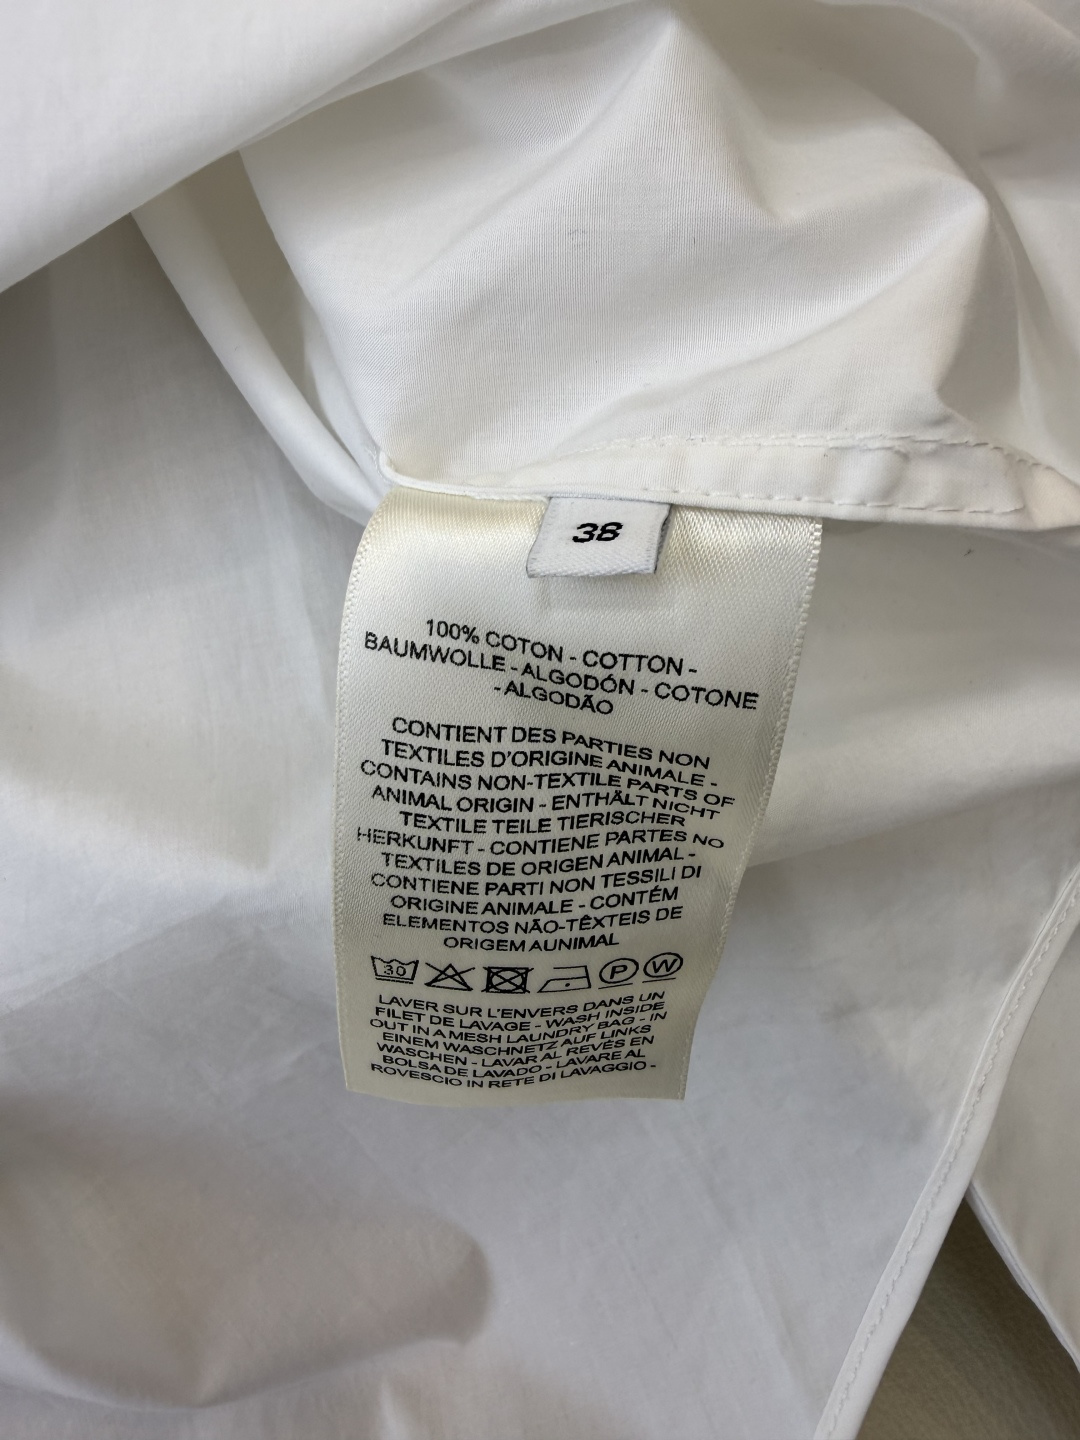 38
100% COTON - COTTON -
BAUMWOLLE - ALGODÓN - COTONE
- ALGODÃO
CONTIENT DES PARTIES NON
TEXTILES D'ORIGINE ANIMALE -
CONTAINS NON-TEXTILE PARTS OF
ANIMAL ORIGIN - ENTHÄLT NICHT
TEXTILE TEILE TIERISCHER
HERKUNFT - CONTIENE PARTES NO
TEXTILES DE ORIGEN ANIMAL -
CONTIENE PARTI NON TESSILI DI
ORIGINE ANIMALE - CONTÉM
ELEMENTOS NÃO-TÊXTEIS DE
ORIGEM AUNIMAL
30 P W
LAVER SUR L'ENVERS DANS UN
FILET DE LAVAGE - WASH INSIDE
OUT IN A MESH LAUNDRY BAG - IN
EINEM WASCHNETZ AUF LINKS
WASCHEN - LAVAR AL REVÉS EN
BOLSA DE LAVADO - LAVARE AL
ROVESCIO IN RETE DI LAVAGGIO -